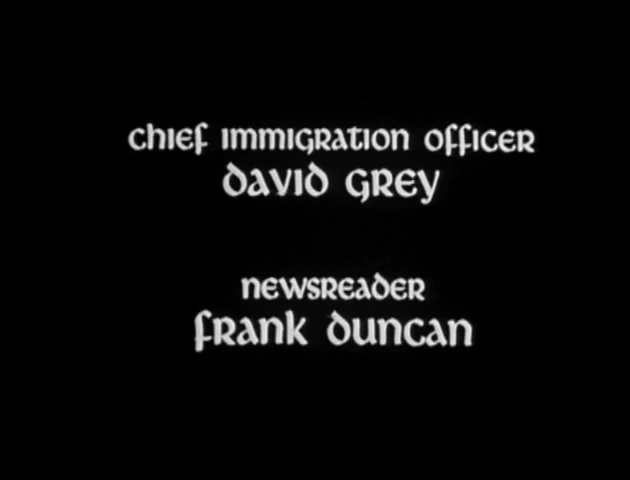 chief immigration officer
david grey
newsreader
frank duncan